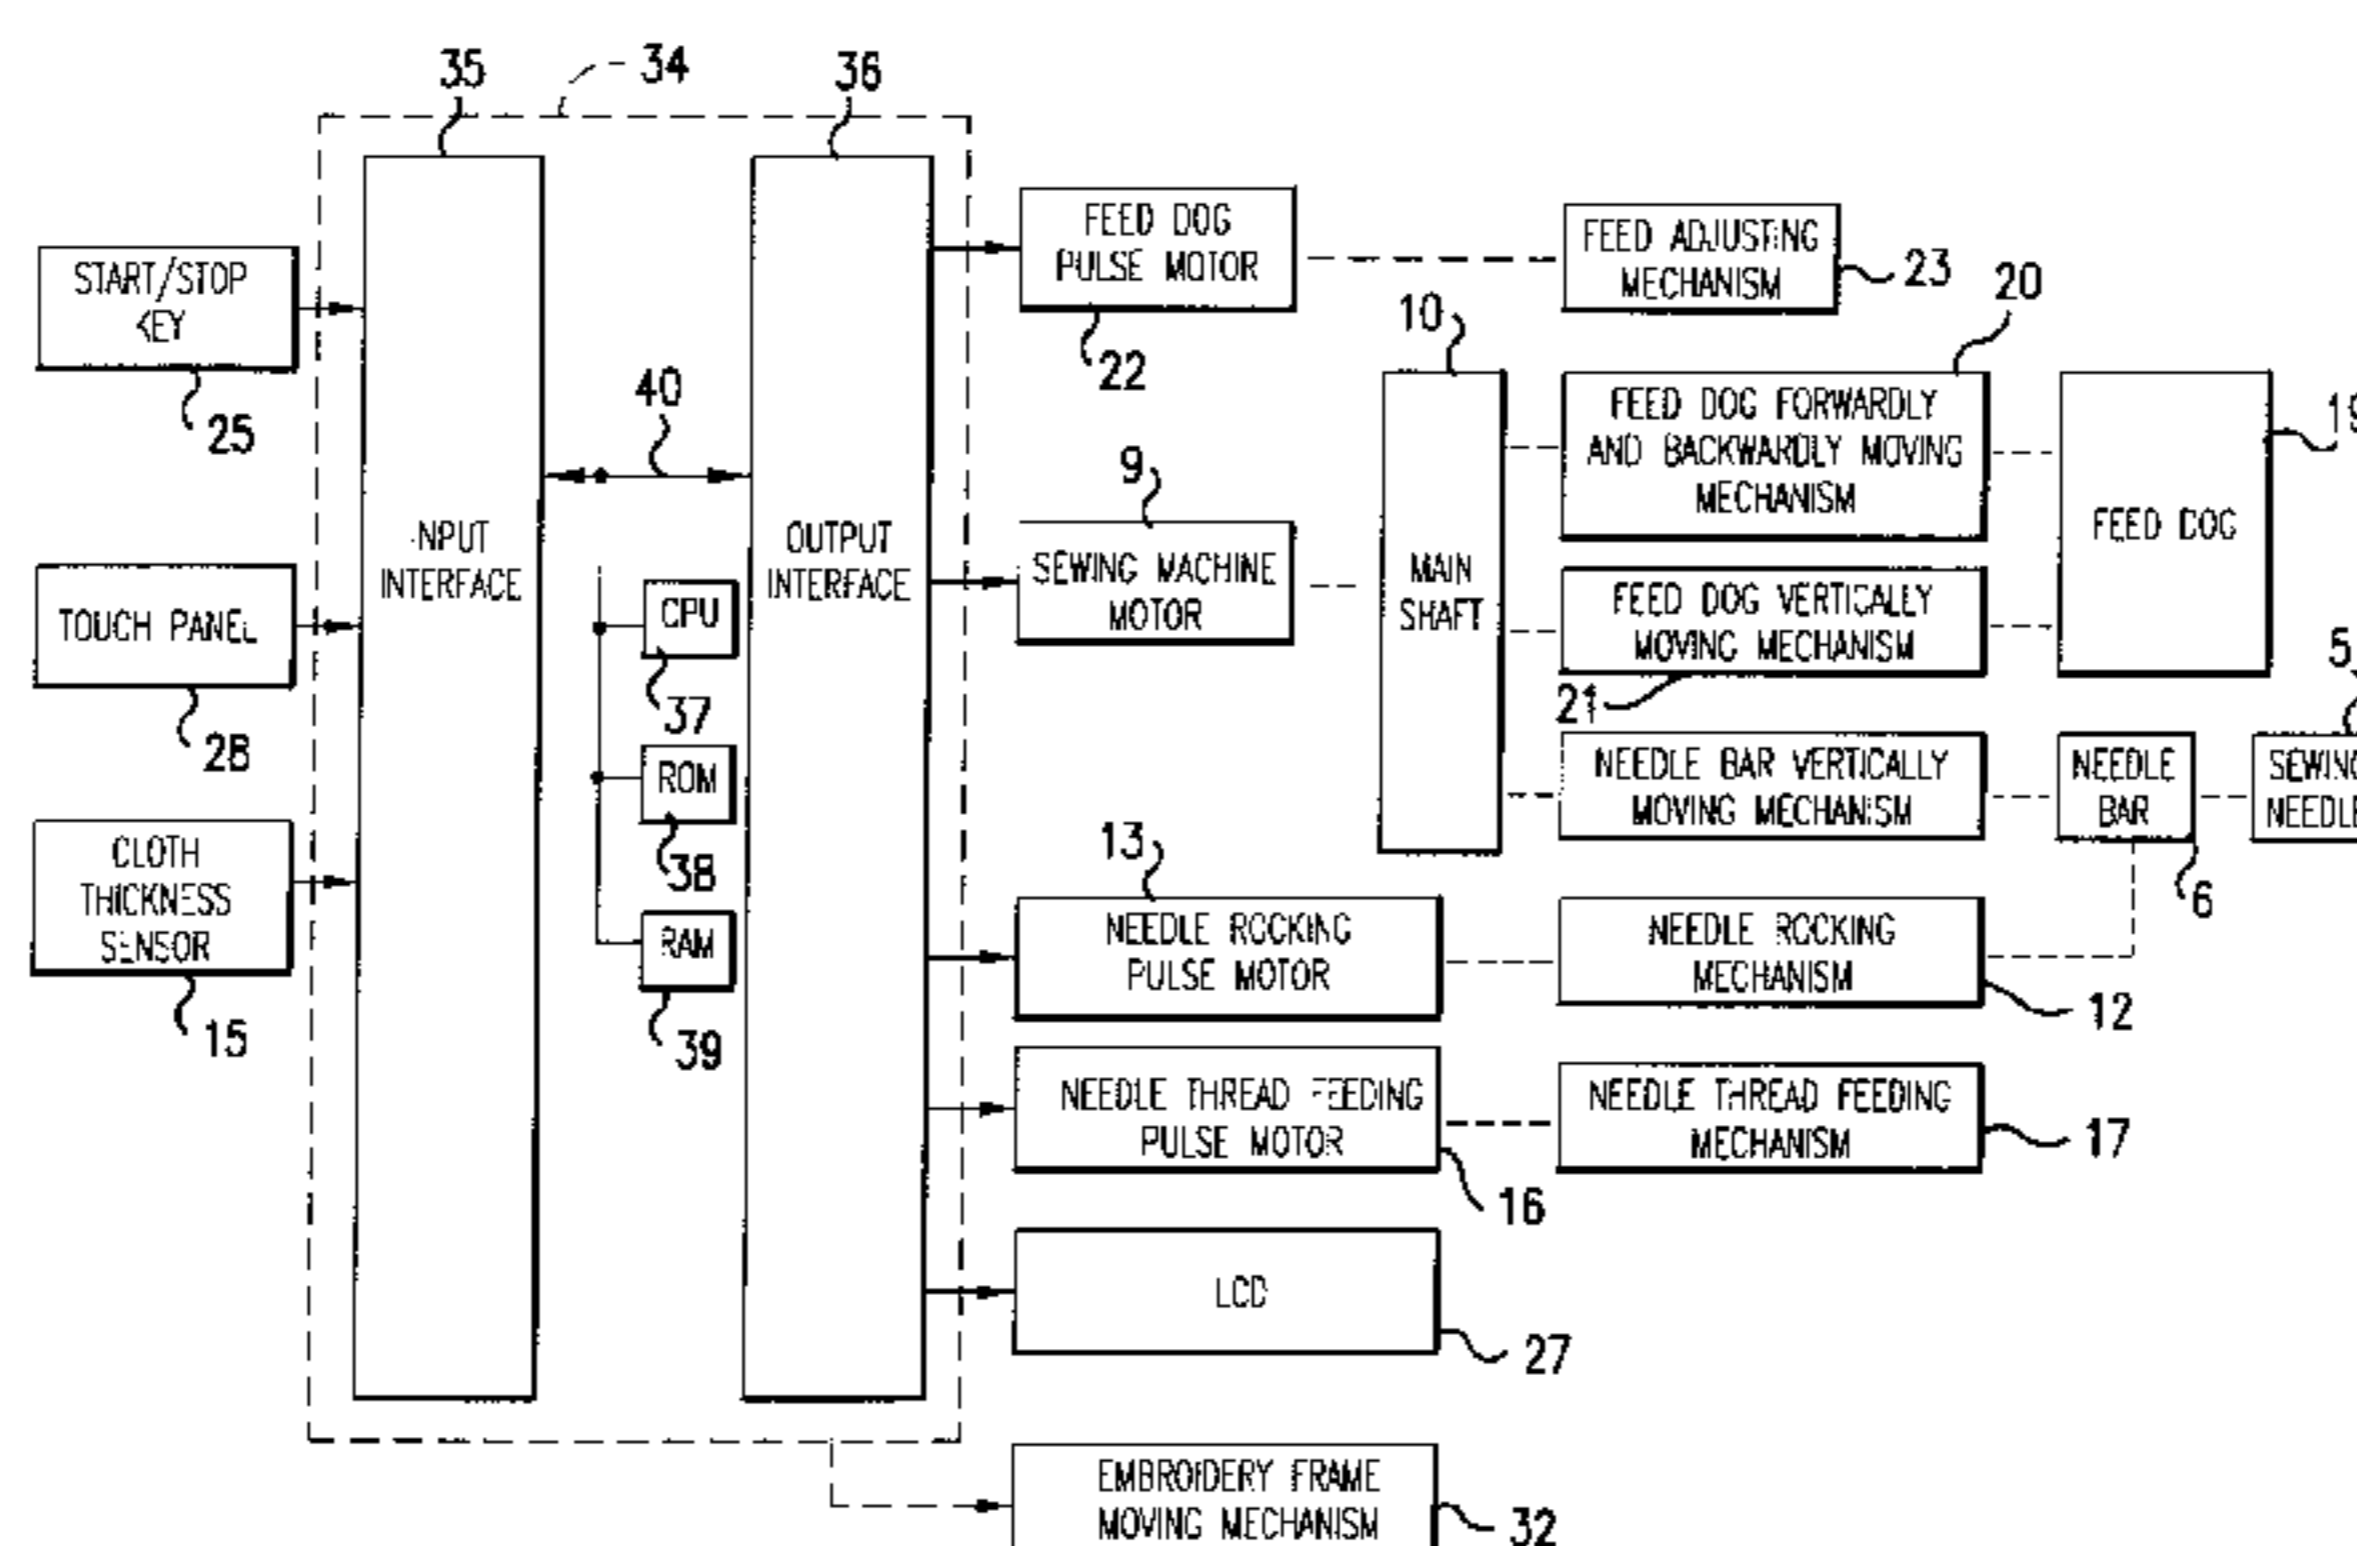 35
34
36
FEED DOG
PULSE MOTOR
22
FEED ADJUSTING
MECHANISM
23
START/STOP
KEY
25
40
10
20
FEED DOG FORWARDLY
AND BACKWARDLY MOVING
MECHANISM
FEED DOG
19
9
SEWING MACHINE
MOTOR
MAIN
SHAFT
INPUT
INTERFACE
OUTPUT
INTERFACE
TOUCH PANEL
28
CPU
37
ROM
38
RAM
39
FEED DOG VERTICALLY
MOVING MECHANISM
21
5
NEEDLE BAR VERTICALLY
MOVING MECHANISM
NEEDLE
BAR
6
SEWING
NEEDLE
CLOTH
THICKNESS
SENSOR
15
13
NEEDLE ROCKING
PULSE MOTOR
NEEDLE ROCKING
MECHANISM
12
NEEDLE THREAD FEEDING
PULSE MOTOR
16
NEEDLE THREAD FEEDING
MECHANISM
17
LCD
27
EMBROIDERY FRAME
MOVING MECHANISM
32